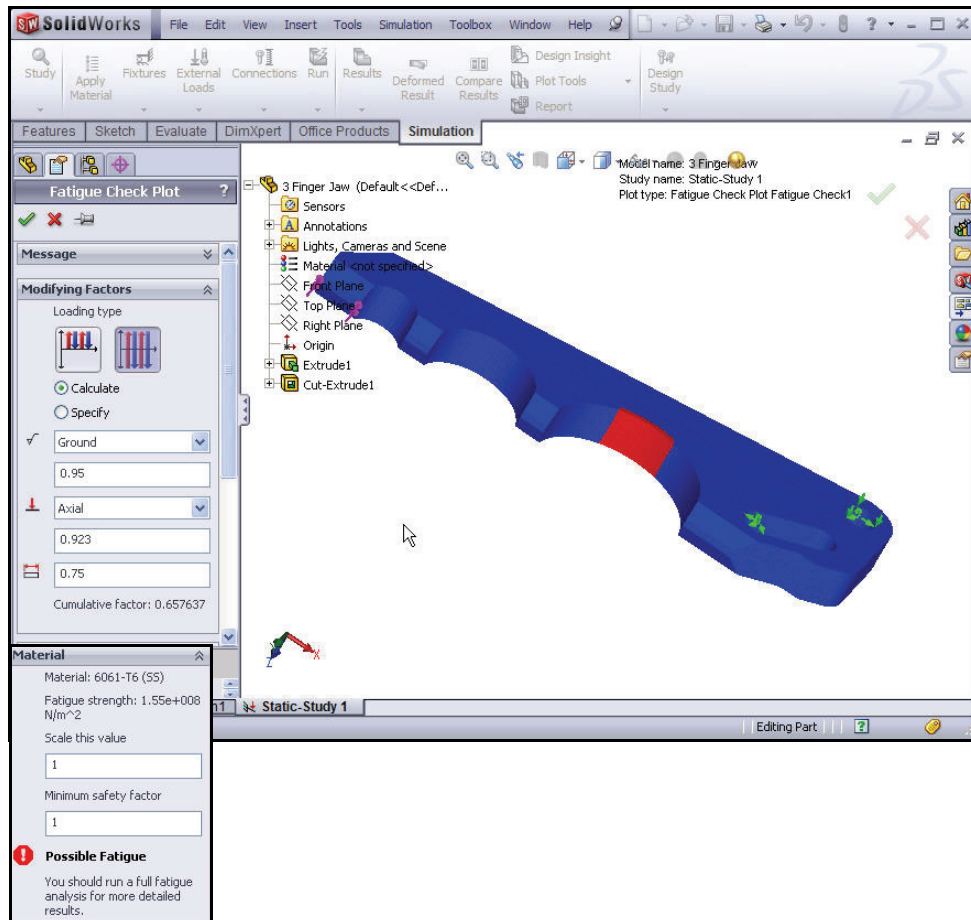 SolidWorks File Edit View Insert Tools Simulation Toolbox Window Help
Study
Apply Material
Fixtures
External Loads
Connections
Run
Results
Deformed Result
Compare Results
Design Insight
Plot Tools
Report
Design Study
Features Sketch Evaluate DimXpert Office Products Simulation
Fatigue Check Plot ?
Message
Modifying Factors
Loading type
Calculate
Specify
Ground
0.95
Axial
0.923
0.75
Cumulative factor: 0.657637
3 Finger Jaw (Default<<Def...
Sensors
Annotations
Lights, Cameras and Scene
Material <not specified>
Front Plane
Top Plane
Right Plane
Origin
Extrude1
Cut-Extrude1
Model name: 3 Finger Jaw
Study name: Static-Study 1
Plot type: Fatigue Check Plot Fatigue Check1
X
Z
n1 Static-Study 1
Editing Part
Material
Material: 6061-T6 (SS)
Fatigue strength: 1.55e+008
N/m^2
Scale this value
1
Minimum safety factor
1
Possible Fatigue
You should run a full fatigue
analysis for more detailed
results.